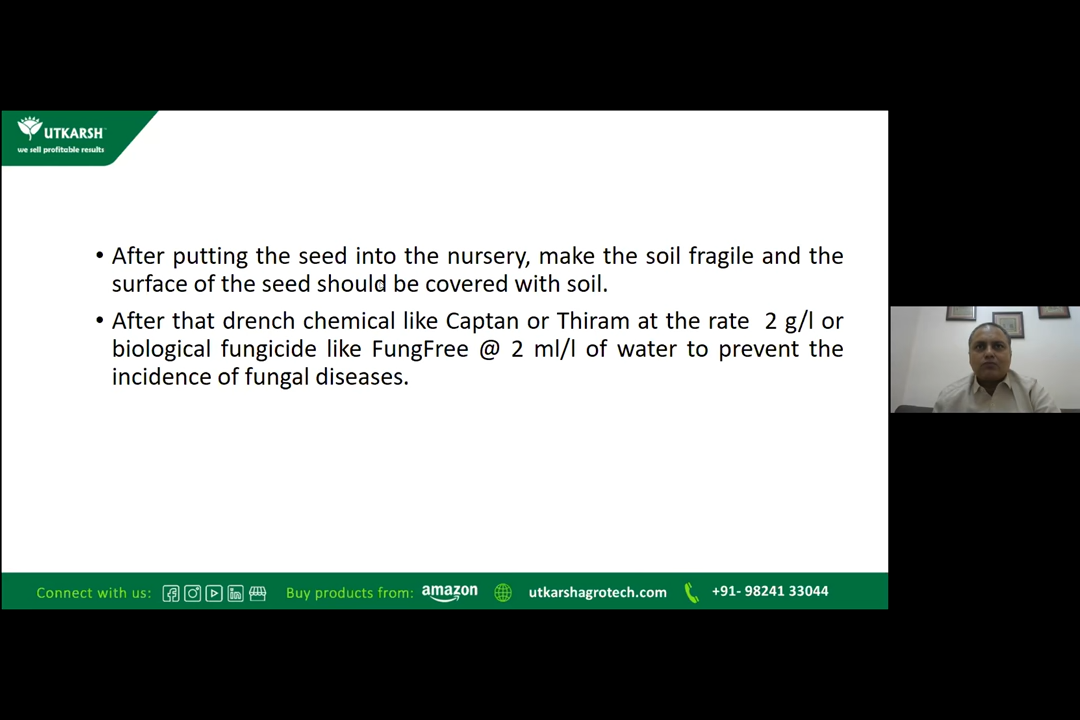 UTKARSH
we sell profitable results
• After putting the seed into the nursery, make the soil fragile and the
surface of the seed should be covered with soil.
• After that drench chemical like Captan or Thiram at the rate 2 g/l or
biological fungicide like FungFree @ 2 ml/l of water to prevent the
incidence of fungal diseases.
Connect with us: Buy products from: amazon utkarshagrotech.com +91- 98241 33044